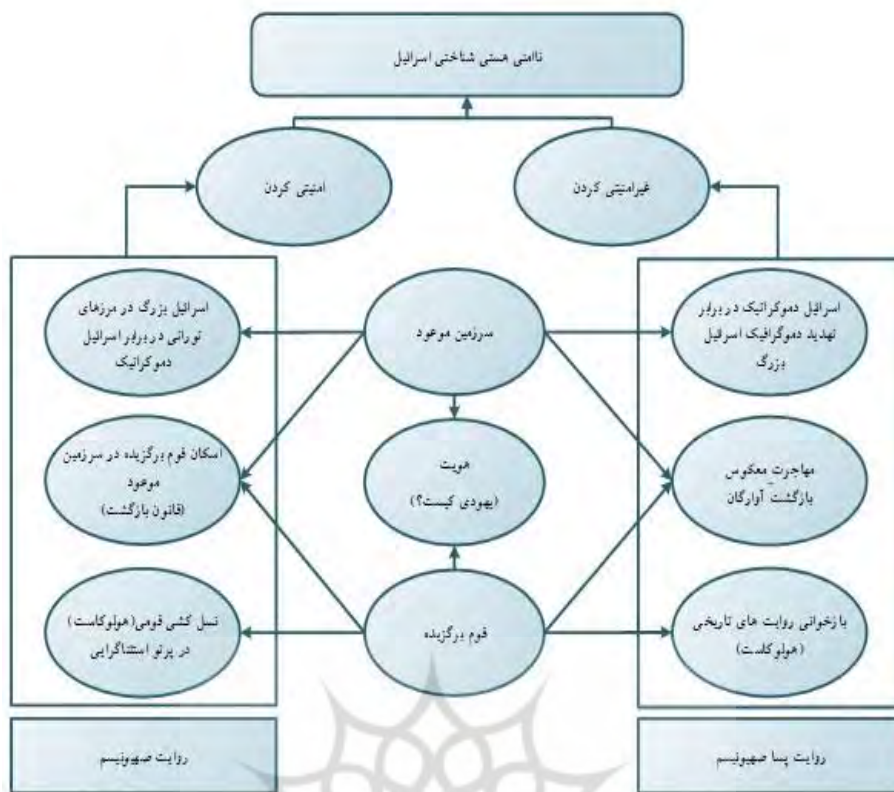 ناامنی هستی شناختی اسرائیل
غیرامنیتی کردن
امنیتی کردن
اسرائیل دموکراتیک در برابر
تهدید دموگرافیک اسرائیل
بزرگ
سرزمین موعود
اسرائیل بزرگ در مرزهای
توراتی در برابر اسرائیل
دموکراتیک
مهاجرت معکوس
-
بازگشت آوارگان
هویت
(یهودی کیست؟)
اسکان قوم برگزیده در سرزمین
موعود
(قانون بازگشت)
بازخوانی روایت های تاریخی
(هولوکاست)
قوم برگزیده
نسل کشی قومی(هولوکاست)
در پرتو استثناگرایی
روایت پسا صهیونیسم
روایت صهیونیسم